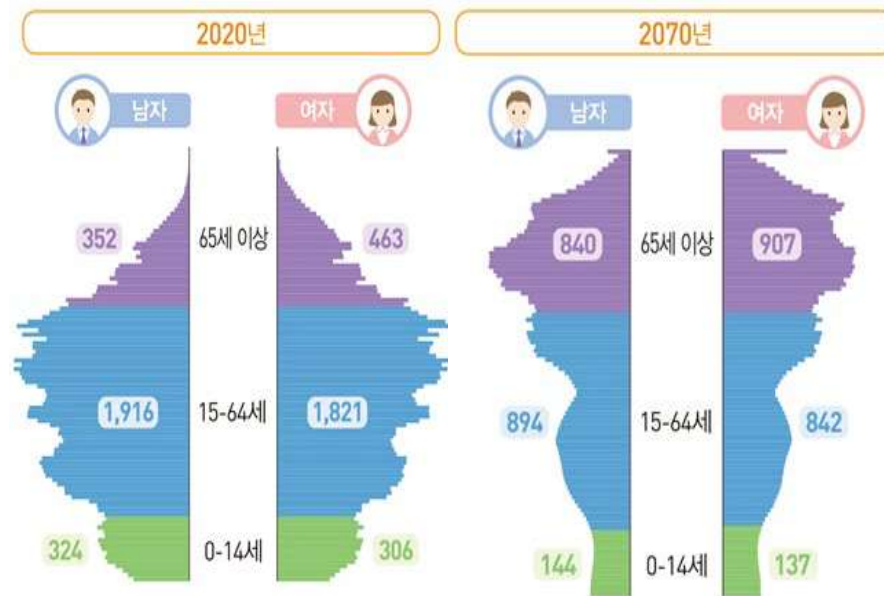 2020년
남자
여자
352
65세 이상
463
1,916
15-64세
1,821
324
0-14세
306
2070년
남자
여자
840
65세 이상
907
894
15-64세
842
144
0-14세
137